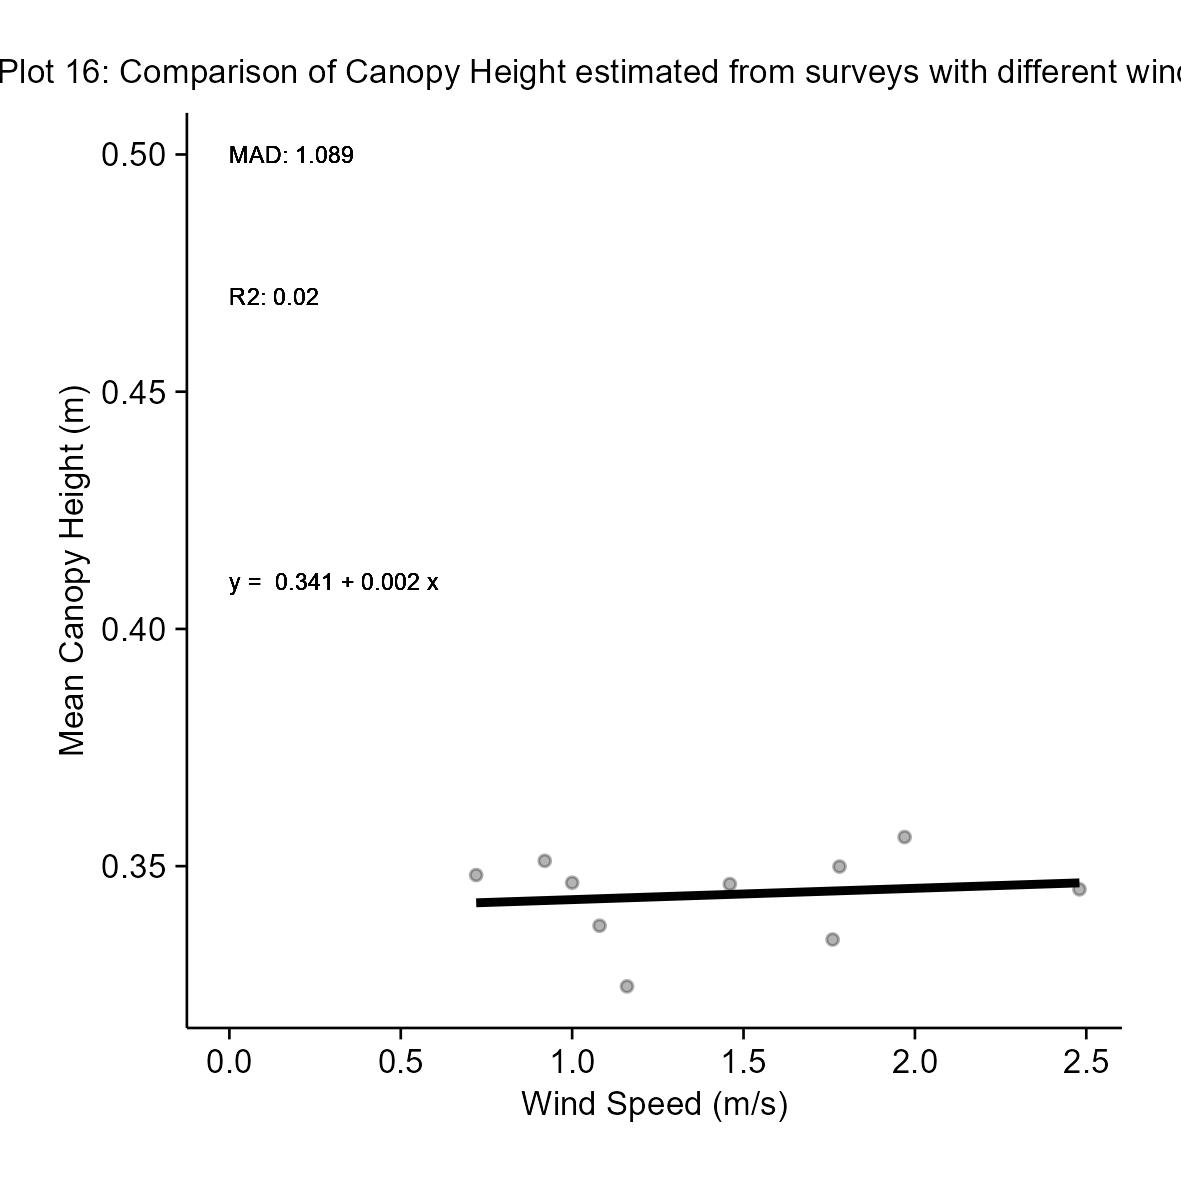 Plot 16: Comparison of Canopy Height estimated from surveys with different
0.50
MAD: 1.089
R2: 0.02
0.45
y =  0.341 + 0.002 x
0.40
0.35
Mean Canopy Height (m)
0.0 0.5 1.0 1.5 2.0 2.5
Wind Speed (m/s)